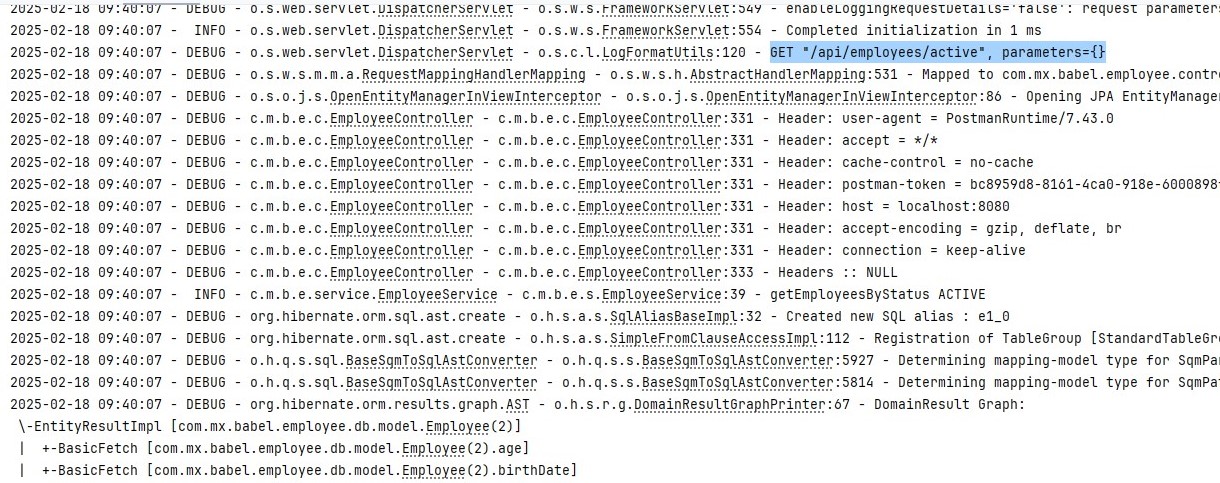 2025-02-18 09:40:07 - DEBUG - o.s.web.servlet.DispatcherServlet - o.s.w.s.FrameworkServlet:549 - enableLoggingRequestDetails='false': request parameters
2025-02-18 09:40:07 -  INFO - o.s.web.servlet.DispatcherServlet - o.s.w.s.FrameworkServlet:554 - Completed initialization in 1 ms
2025-02-18 09:40:07 - DEBUG - o.s.web.servlet.DispatcherServlet - o.s.c.l.LogFormatUtils:120 - GET "/api/employees/active", parameters={}
2025-02-18 09:40:07 - DEBUG - o.s.w.s.m.m.a.RequestMappingHandlerMapping - o.s.w.s.h.AbstractHandlerMapping:531 - Mapped to com.mx.babel.employee.contro
2025-02-18 09:40:07 - DEBUG - o.s.o.j.s.OpenEntityManagerInViewInterceptor - o.s.o.j.s.OpenEntityManagerInViewInterceptor:86 - Opening JPA EntityManager
2025-02-18 09:40:07 - DEBUG - c.m.b.e.c.EmployeeController - c.m.b.e.c.EmployeeController:331 - Header: user-agent = PostmanRuntime/7.43.0
2025-02-18 09:40:07 - DEBUG - c.m.b.e.c.EmployeeController - c.m.b.e.c.EmployeeController:331 - Header: accept = */*
2025-02-18 09:40:07 - DEBUG - c.m.b.e.c.EmployeeController - c.m.b.e.c.EmployeeController:331 - Header: cache-control = no-cache
2025-02-18 09:40:07 - DEBUG - c.m.b.e.c.EmployeeController - c.m.b.e.c.EmployeeController:331 - Header: postman-token = bc8959d8-8161-4ca0-918e-6000898
2025-02-18 09:40:07 - DEBUG - c.m.b.e.c.EmployeeController - c.m.b.e.c.EmployeeController:331 - Header: host = localhost:8080
2025-02-18 09:40:07 - DEBUG - c.m.b.e.c.EmployeeController - c.m.b.e.c.EmployeeController:331 - Header: accept-encoding = gzip, deflate, br
2025-02-18 09:40:07 - DEBUG - c.m.b.e.c.EmployeeController - c.m.b.e.c.EmployeeController:331 - Header: connection = keep-alive
2025-02-18 09:40:07 - DEBUG - c.m.b.e.c.EmployeeController - c.m.b.e.c.EmployeeController:333 - Headers :: NULL
2025-02-18 09:40:07 -  INFO - c.m.b.e.service.EmployeeService - c.m.b.e.s.EmployeeService:39 - getEmployeesByStatus ACTIVE
2025-02-18 09:40:07 - DEBUG - org.hibernate.orm.sql.ast.create - o.h.s.a.s.SqlAliasBaseImpl:32 - Created new SQL alias : e1_0
2025-02-18 09:40:07 - DEBUG - org.hibernate.orm.sql.ast.create - o.h.s.a.s.SimpleFromClauseAccessImpl:112 - Registration of TableGroup [StandardTableGro
2025-02-18 09:40:07 - DEBUG - o.h.q.s.sql.BaseSqmToSqlAstConverter - o.h.q.s.s.BaseSqmToSqlAstConverter:5927 - Determining mapping-model type for SqmPar
2025-02-18 09:40:07 - DEBUG - o.h.q.s.sql.BaseSqmToSqlAstConverter - o.h.q.s.s.BaseSqmToSqlAstConverter:5814 - Determining mapping-model type for SqmPat
2025-02-18 09:40:07 - DEBUG - org.hibernate.orm.results.graph.AST - o.h.s.r.g.DomainResultGraphPrinter:67 - DomainResult Graph:
 \-EntityResultImpl [com.mx.babel.employee.db.model.Employee(2)]
 |  +-BasicFetch [com.mx.babel.employee.db.model.Employee(2).age]
 |  +-BasicFetch [com.mx.babel.employee.db.model.Employee(2).birthDate]